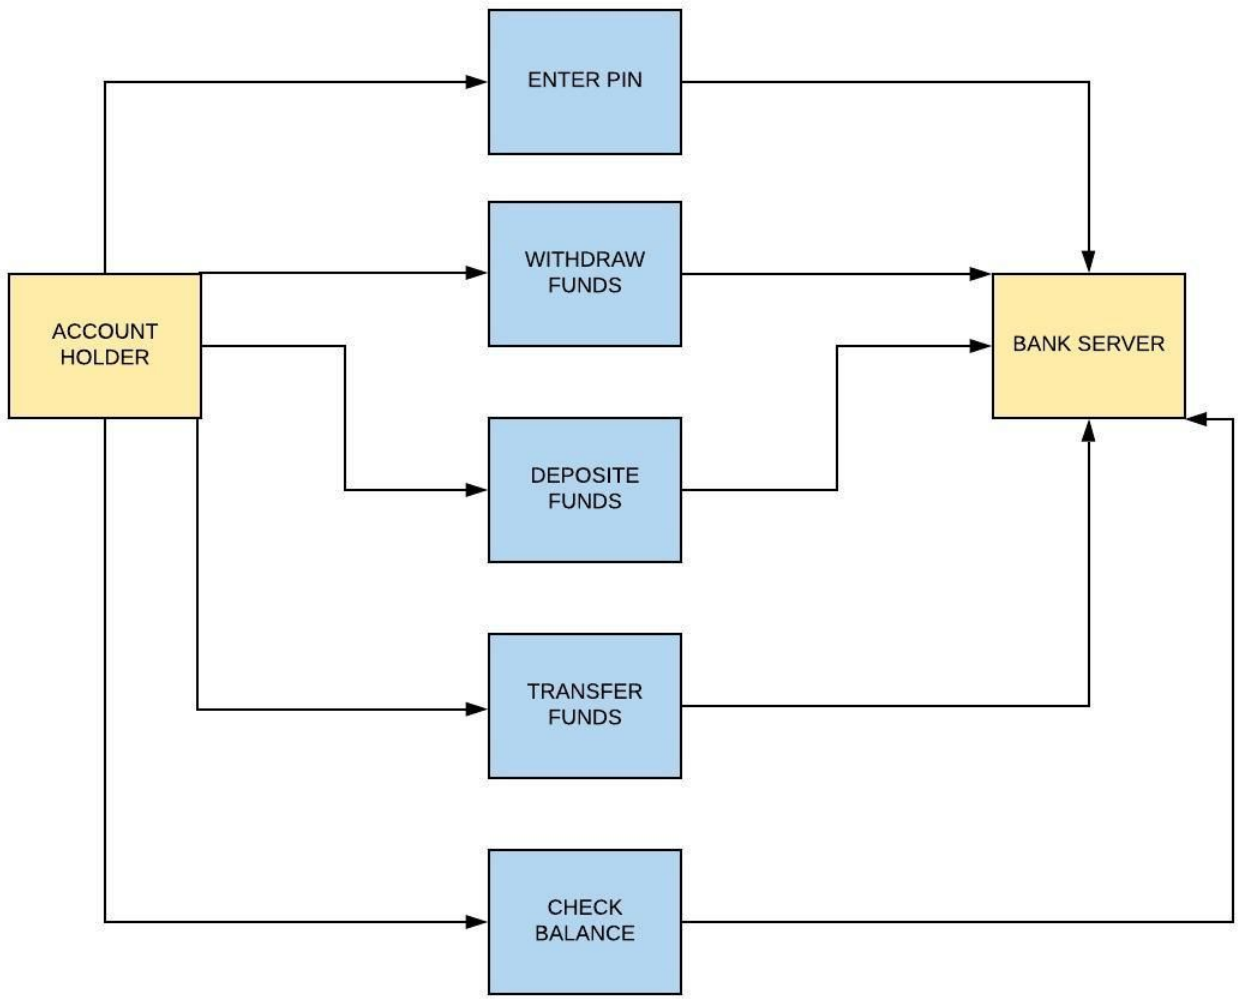 ENTER PIN
WITHDRAW
FUNDS
ACCOUNT
HOLDER
BANK SERVER
DEPOSITE
FUNDS
TRANSFER
FUNDS
CHECK
BALANCE